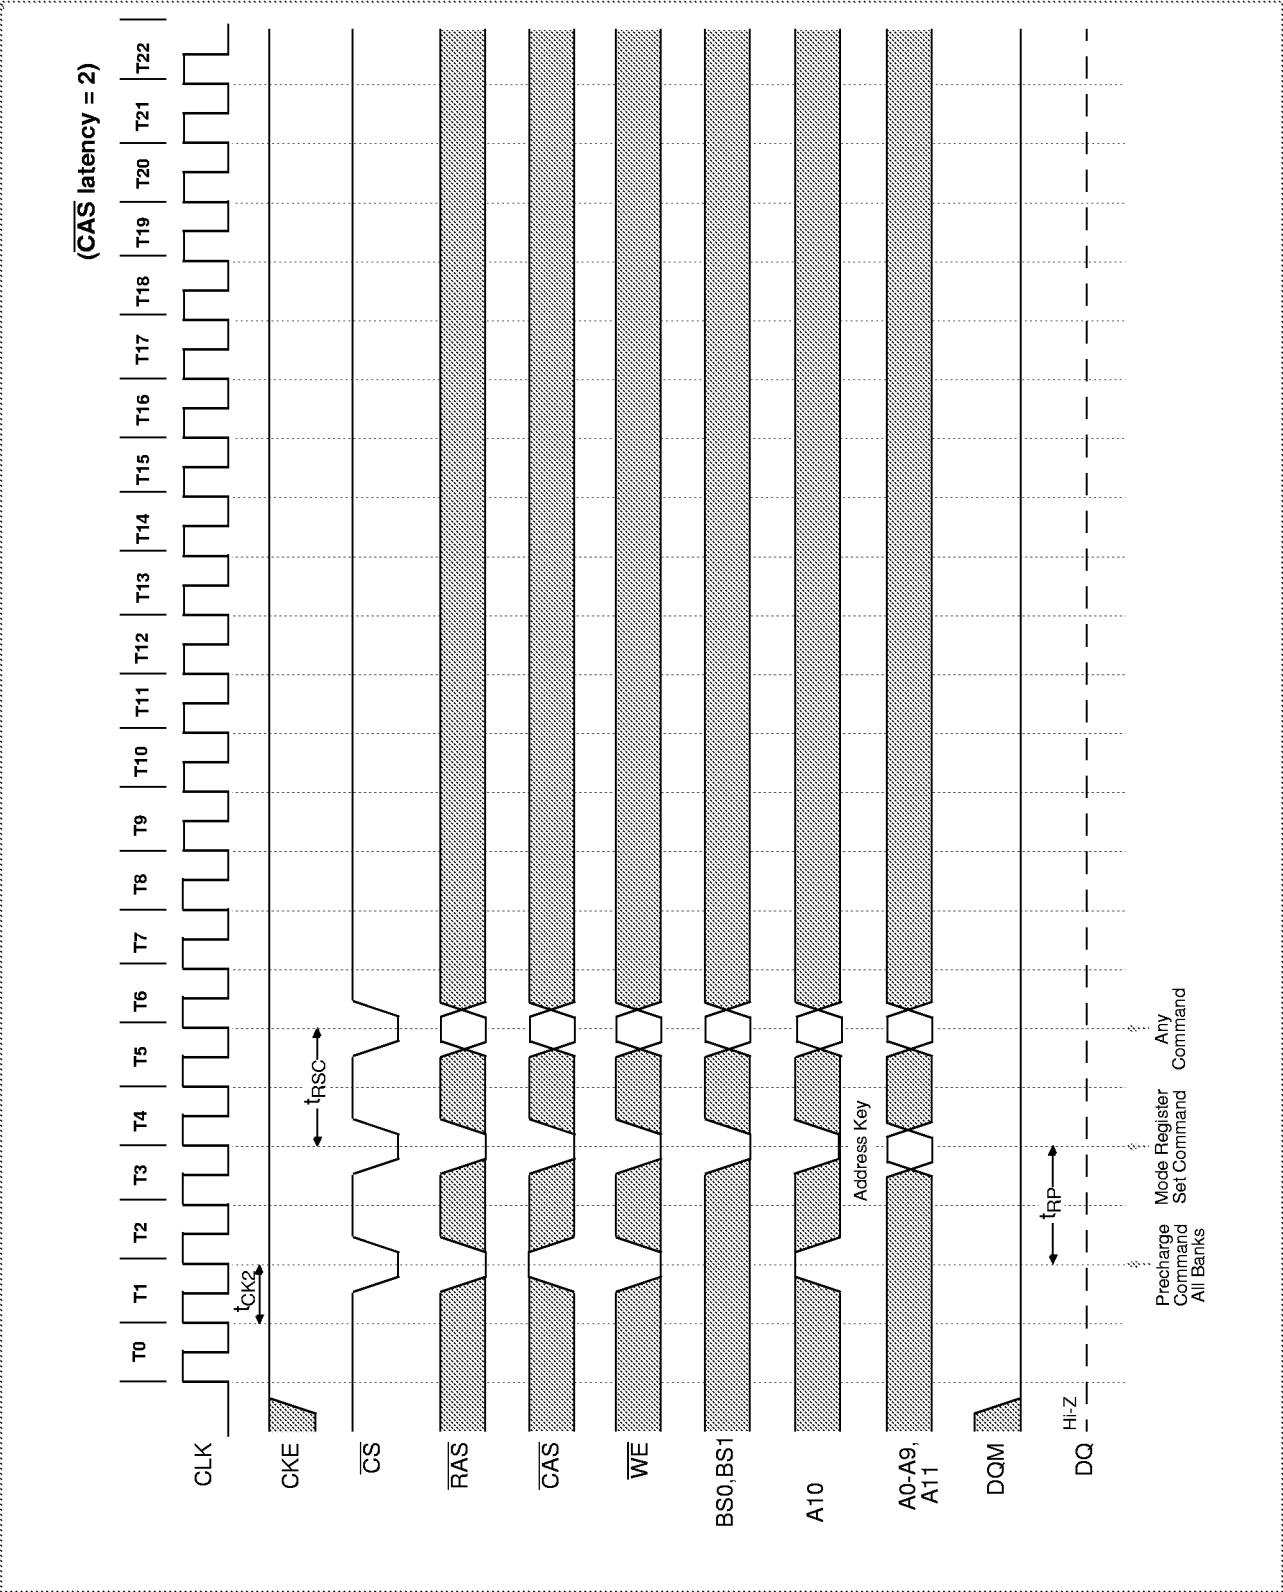 (CAS latency = 2)
T0 T1 T2 T3 T4 T5 T6 T7 T8 T9 T10 T11 T12 T13 T14 T15 T16 T17 T18 T19 T20 T21 T22
CLK
tCK2
CKE
tRSC
CS
RAS
CAS
WE
BS0,BS1
A10
Address Key
A0-A9,
A11
DQM
tRP
Hi-Z
DQ
Precharge
Command
All Banks
Mode Register
Set Command
Any
Command